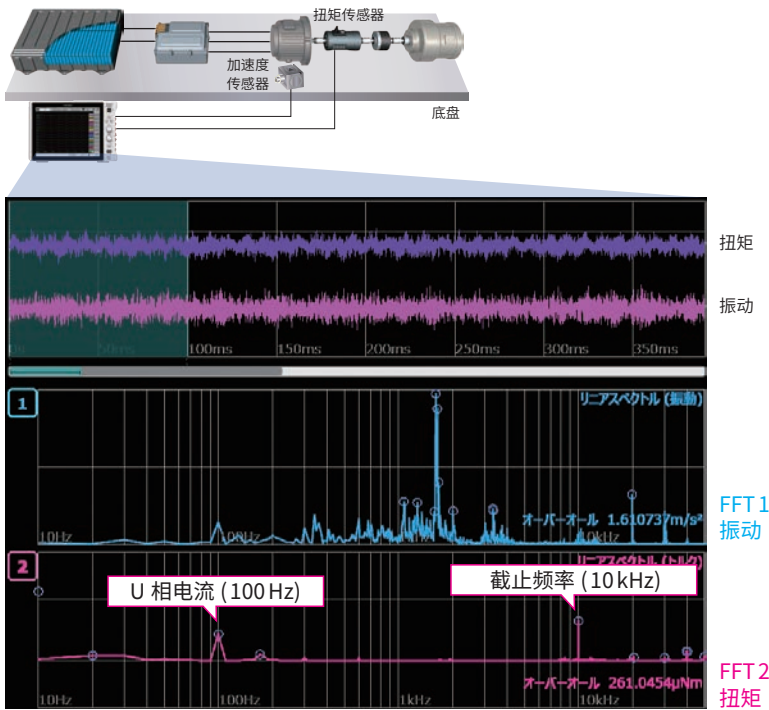 扭矩传感器
加速度
传感器
底盘
扭矩
振动
50ms
100ms
150ms
200ms
250ms
300ms
350ms
1
リニアスペクトル (振動)
オーバーオール 1.610737m/s²
10Hz
100Hz
10kHz
FFT 1
振动
2
リニアスペクトル (トルク)
U 相电流 (100 Hz)
截止频率 (10 kHz)
オーバーオール 261.0454μNm
10Hz
100Hz
1kHz
10kHz
FFT 2
扭矩